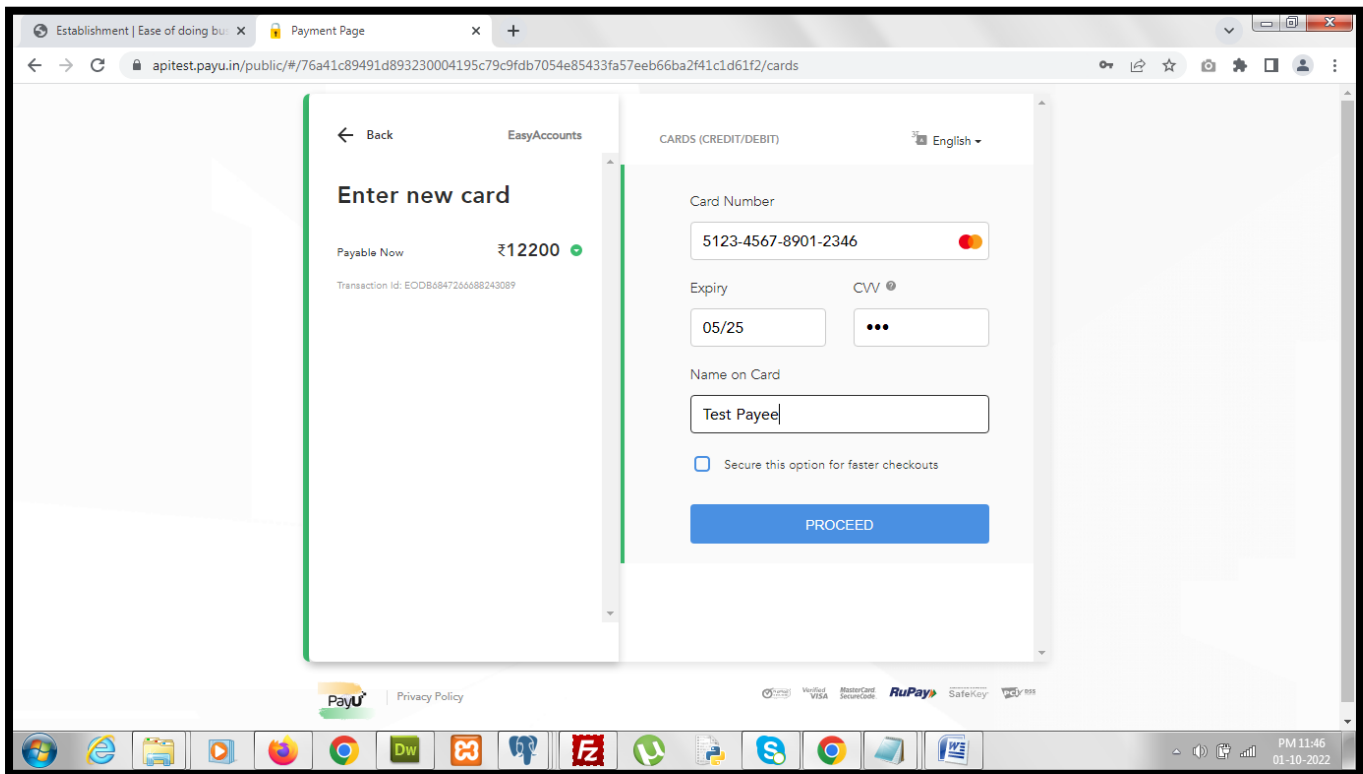 Establishment | Ease of doing bu
Payment Page
apitest.payu.in/public/#/76a41c89491d893230004195c79c9fdb7054e85433fa57eeb66ba2f41c1d61f2/cards
Back
EasyAccounts
Enter new card
Payable Now
₹12200
Transaction Id: EODB6847266688243089
CARDS (CREDIT/DEBIT)
English
Card Number
5123-4567-8901-2346
Expiry
CVV
05/25
•••
Name on Card
Test Payee
Secure this option for faster checkouts
PROCEED
PayU
Privacy Policy
Verified VISA
MasterCard SecureCode
RuPay
SafeKey
DSS
Dw
PM 11:46
01-10-2022